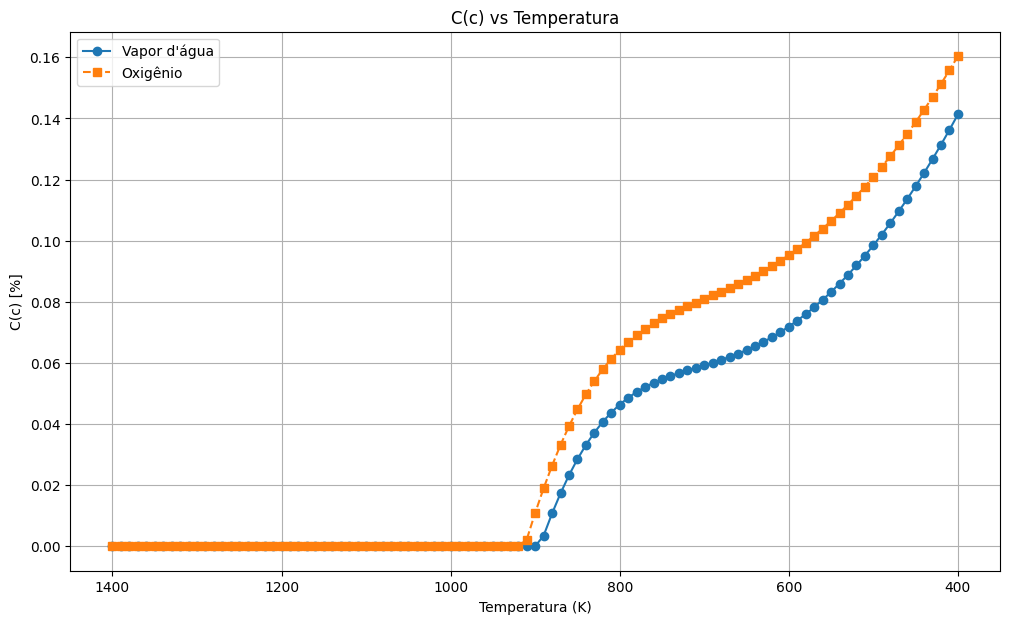 C(c) vs Temperatura
Vapor d'água
Oxigênio
C(c) [%]
0.16
0.14
0.12
0.10
0.08
0.06
0.04
0.02
0.00
1400 1200 1000 800 600 400
Temperatura (K)